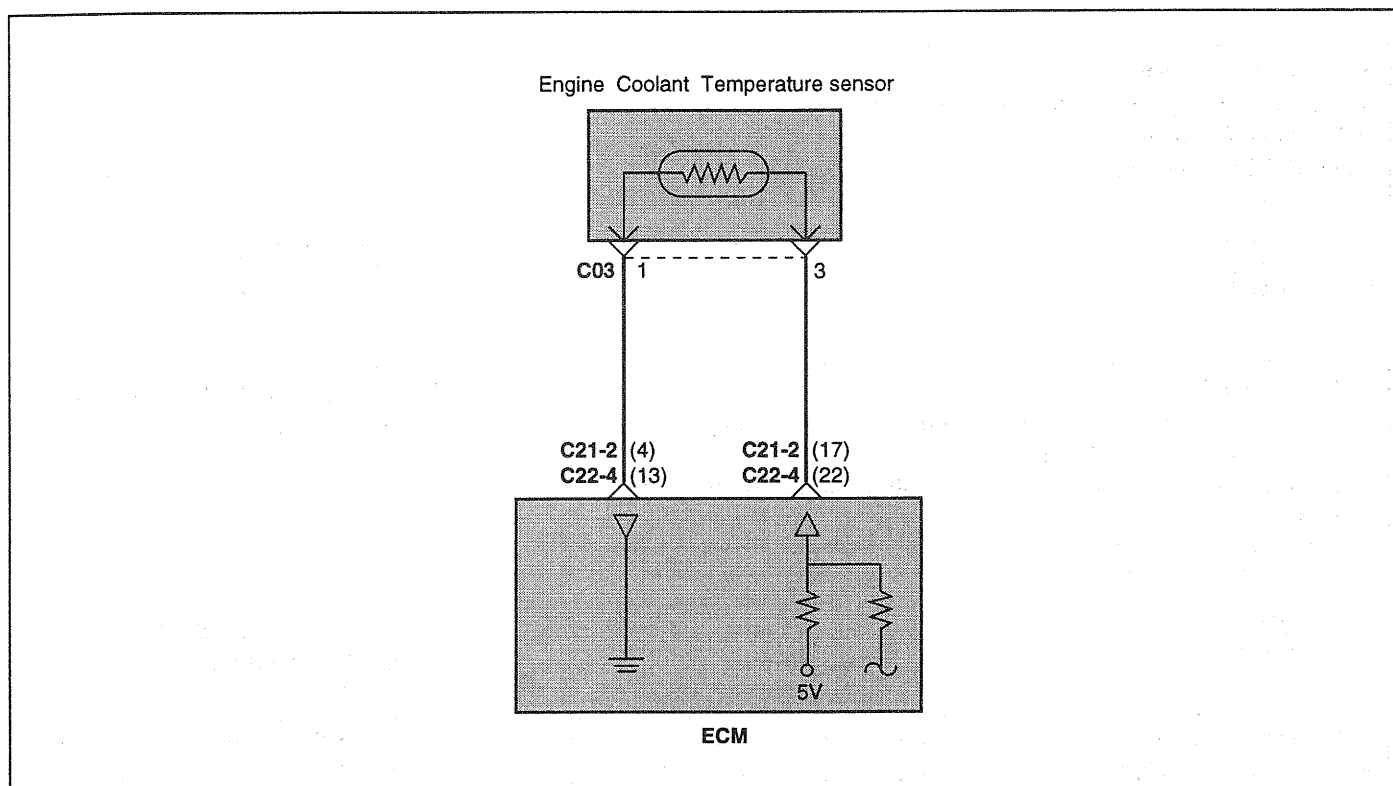 Engine Coolant Temperature sensor
C03 1 3
C21-2 (4) C21-2 (17)
C22-4 (13) C22-4 (22)
5V
ECM